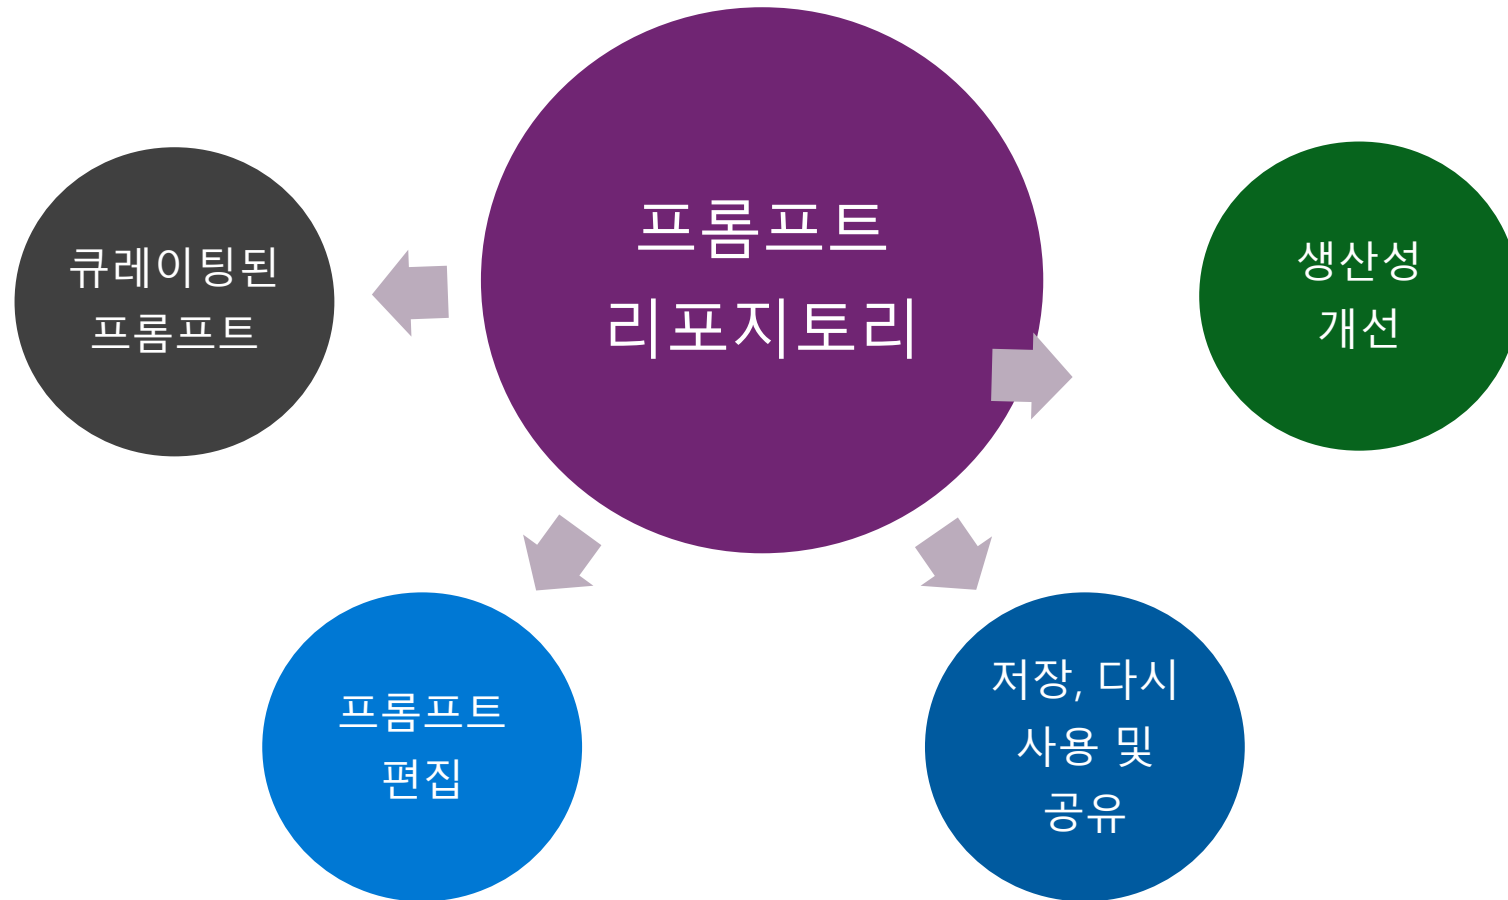 프롬프트
리포지토리
큐레이팅된
프롬프트
생산성
개선
프롬프트
편집
저장, 다시
사용 및
공유